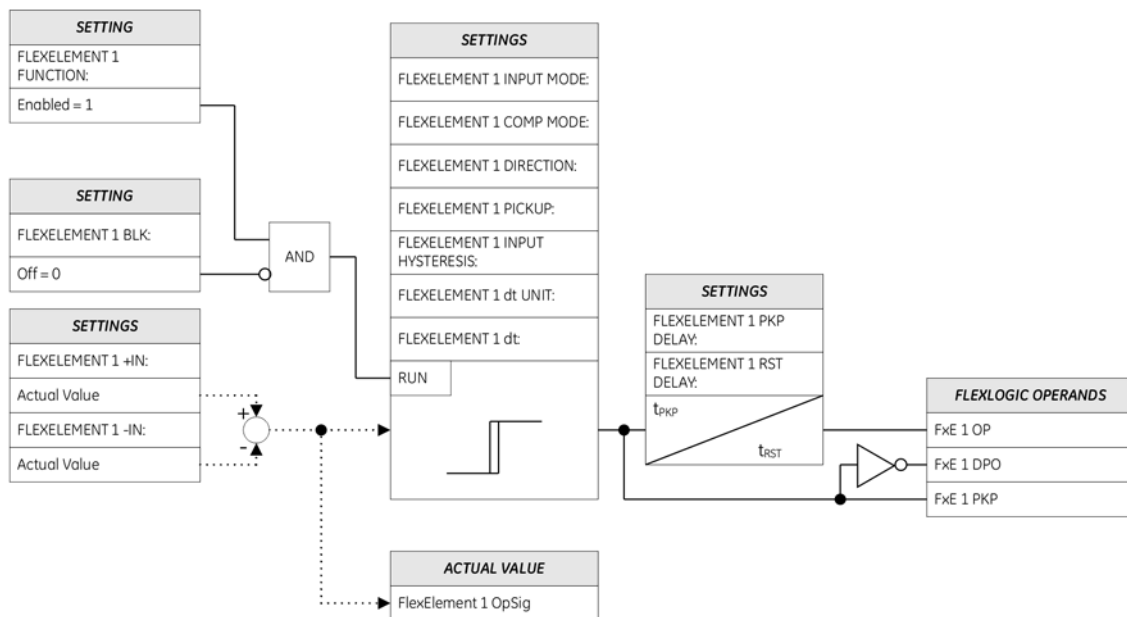 SETTING
FLEXELEMENT 1
FUNCTION:
Enabled = 1
SETTING
FLEXELEMENT 1 BLK:
Off = 0
SETTINGS
FLEXELEMENT 1 +IN:
Actual Value
FLEXELEMENT 1 -IN:
Actual Value
AND
+
-
SETTINGS
FLEXELEMENT 1 INPUT MODE:
FLEXELEMENT 1 COMP MODE:
FLEXELEMENT 1 DIRECTION:
FLEXELEMENT 1 PICKUP:
FLEXELEMENT 1 INPUT
HYSTERESIS:
FLEXELEMENT 1 dt UNIT:
FLEXELEMENT 1 dt:
RUN
ACTUAL VALUE
FlexElement 1 OpSig
SETTINGS
FLEXELEMENT 1 PKP
DELAY:
FLEXELEMENT 1 RST
DELAY:
tPKP
tRST
FLEXLOGIC OPERANDS
FxE 1 OP
FxE 1 DPO
FxE 1 PKP